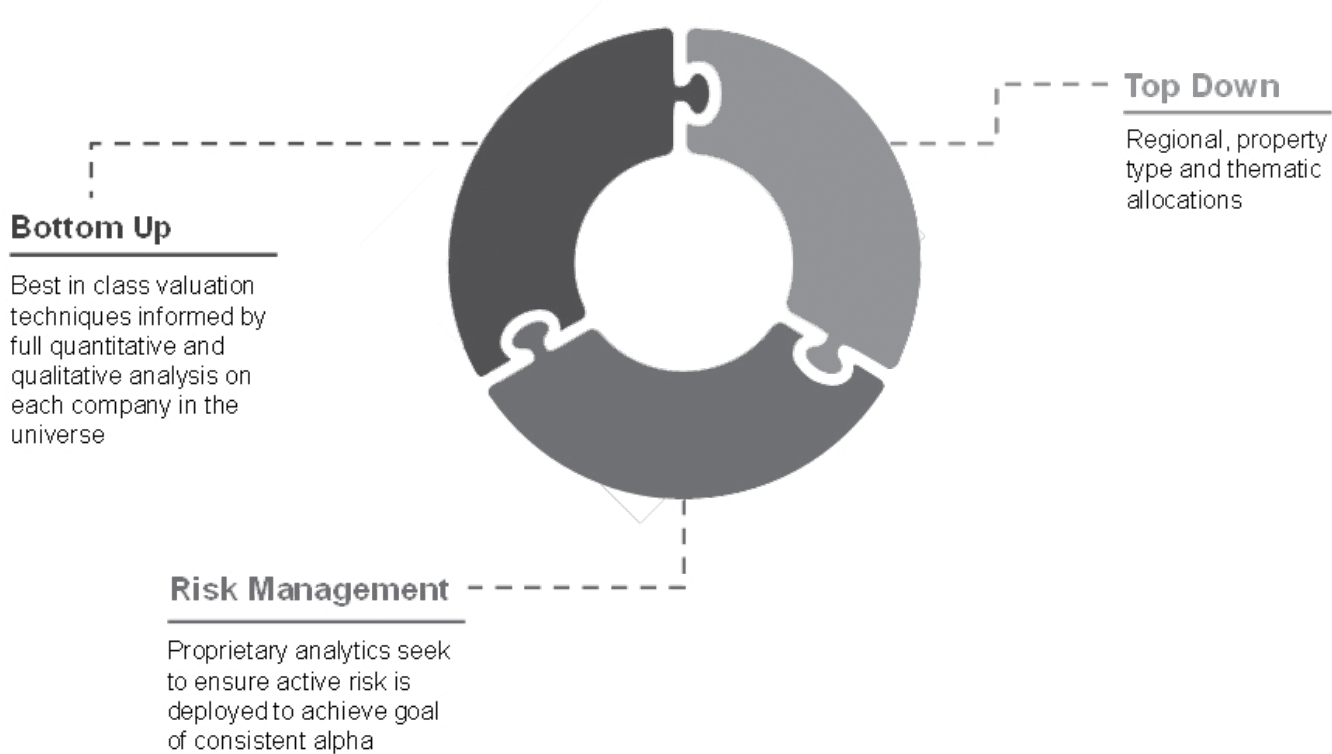 Top Down
Regional, property
type and thematic
allocations
Bottom Up
Best in class valuation
techniques informed by
full quantitative and
qualitative analysis on
each company in the
universe
Risk Management
Proprietary analytics seek
to ensure active risk is
deployed to achieve goal
of consistent alpha